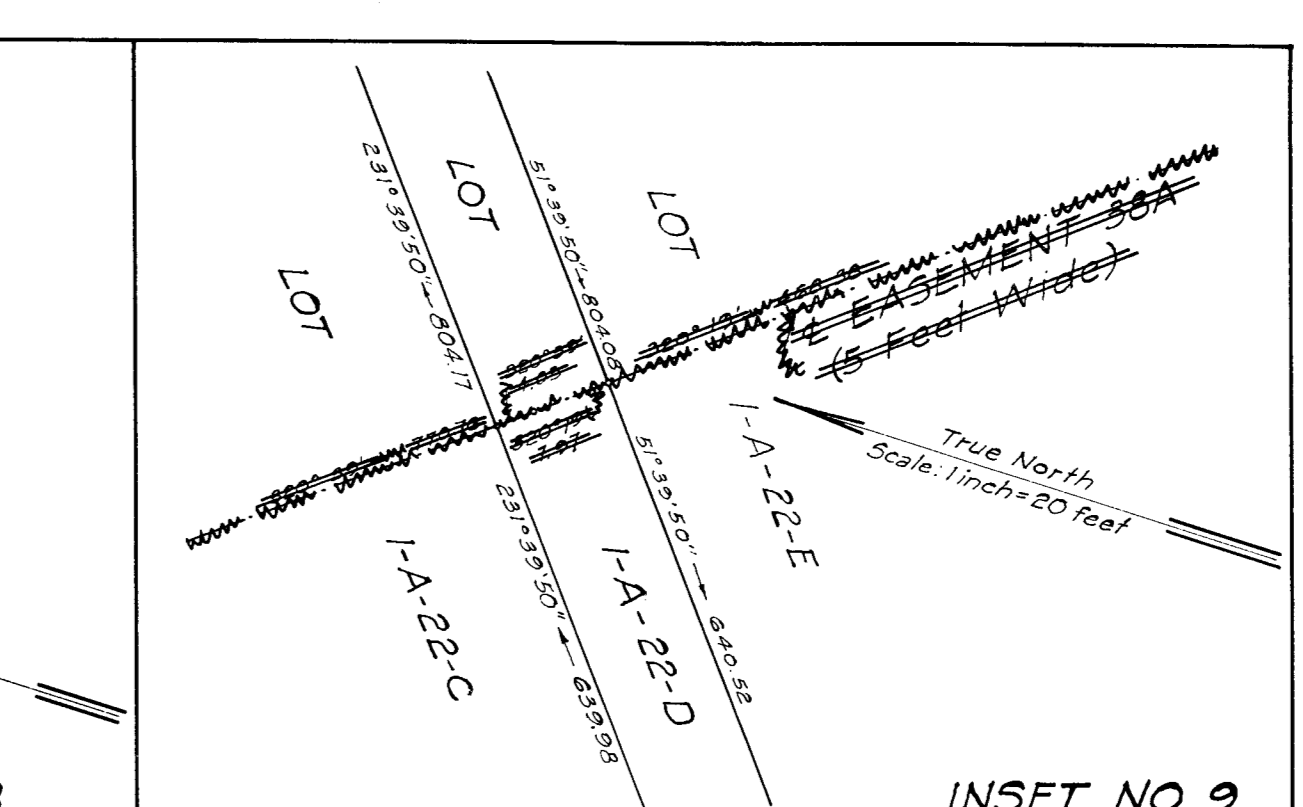 LOT
LOT
LOT
231°39'50" 804.17
51°39'50" 804.08
℄ EASEMENT 38A
(5 Feet Wide)
231°39'50" 639.98
51°39'50" 640.52
1-A-22-C
1-A-22-D
1-A-22-E
True North
Scale: 1inch=20 feet
INSET NO. 9